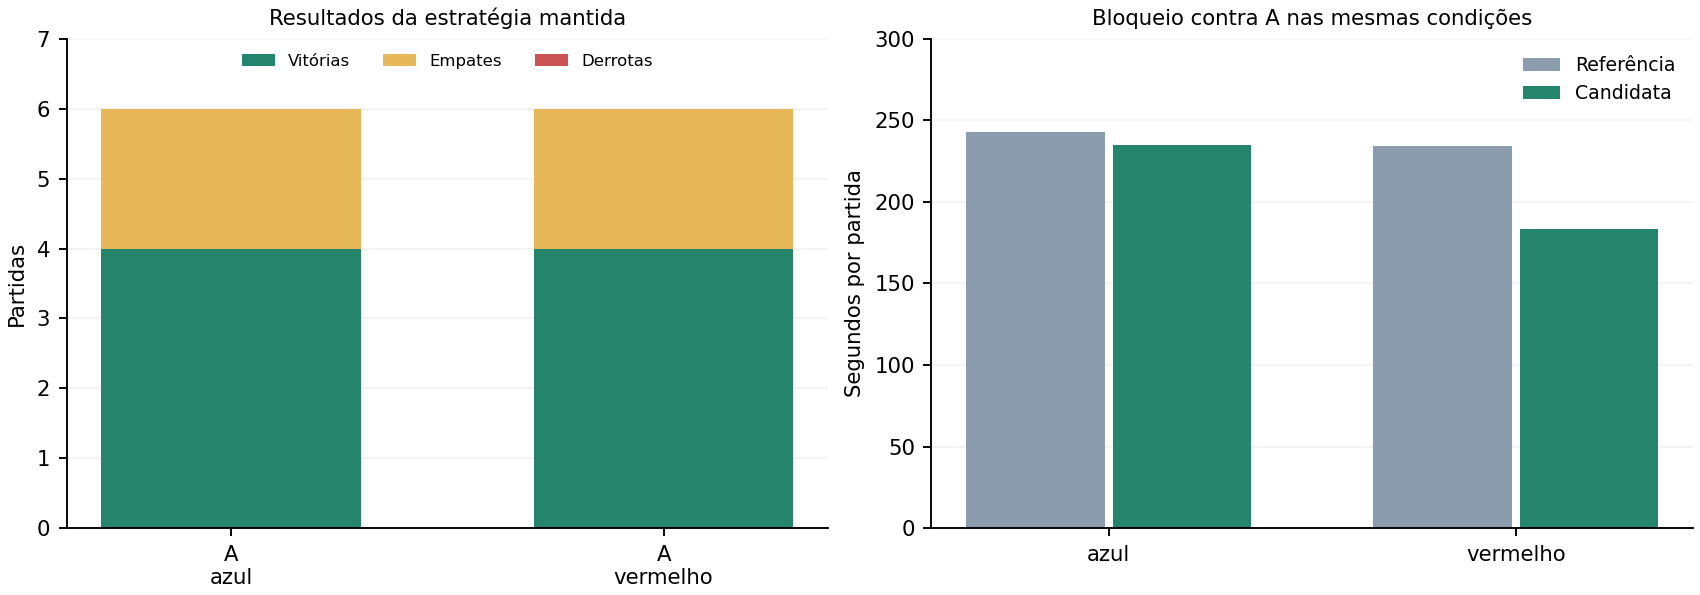 Resultados da estratégia mantida
Vitórias
Empates
Derrotas
Partidas
7
6
5
4
3
2
1
0
A
azul
A
vermelho
Bloqueio contra A nas mesmas condições
Referência
Candidata
Segundos por partida
300
250
200
150
100
50
0
azul
vermelho